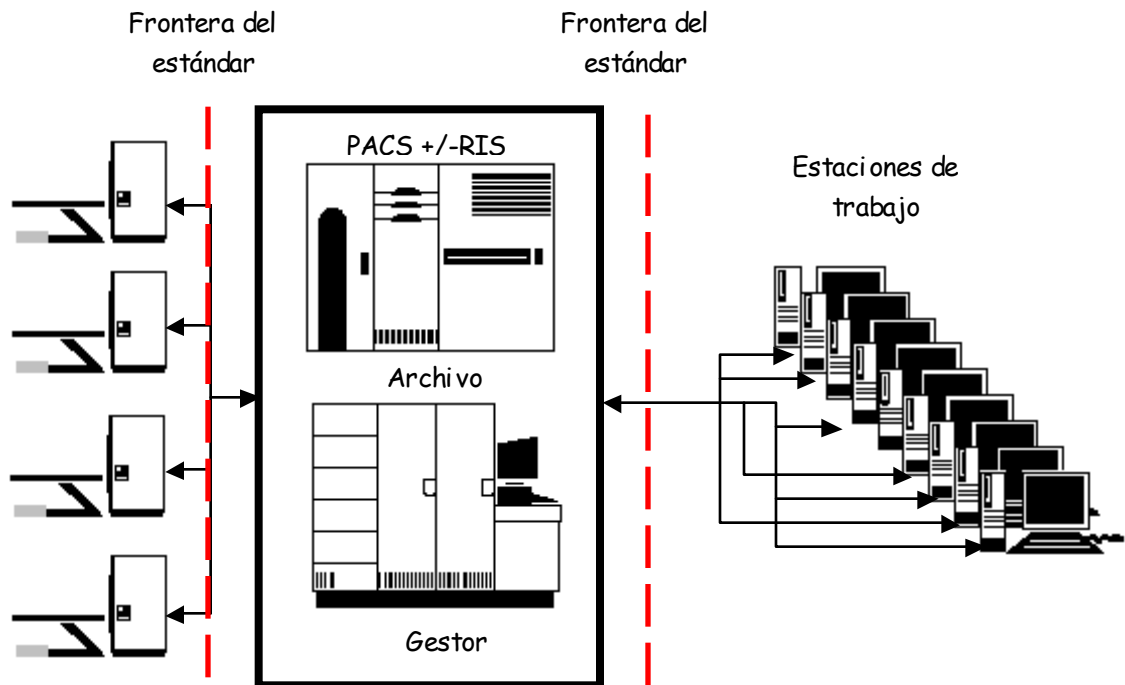 Frontera del
estándar
Frontera del
estándar
PACS +/-RIS
Estaciones de
trabajo
Archivo
Gestor